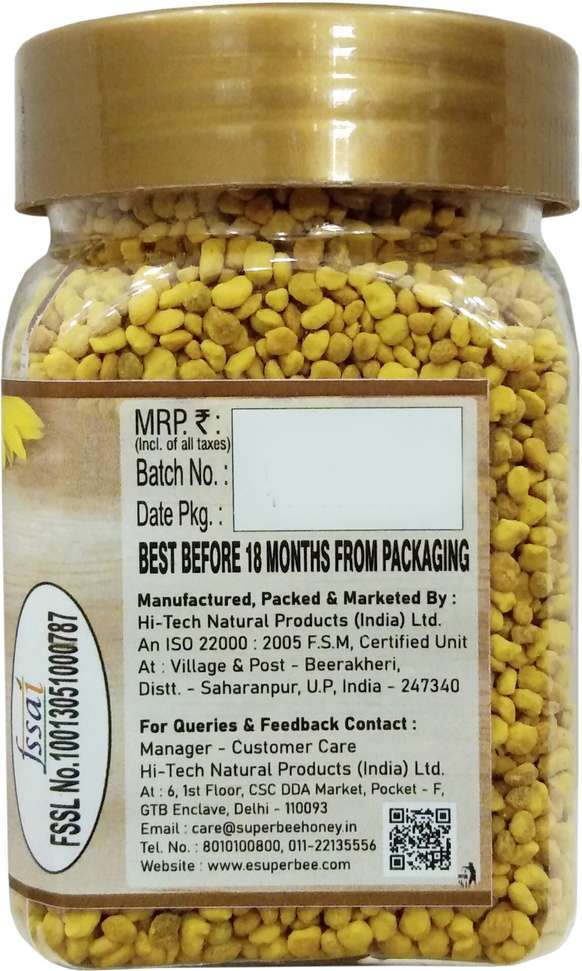 MRP. ₹ :
(Incl. of all taxes)
Batch No. :
Date Pkg. :
BEST BEFORE 18 MONTHS FROM PACKAGING
Manufactured, Packed & Marketed By :
Hi-Tech Natural Products (India) Ltd.
An ISO 22000 : 2005 F.S.M, Certified Unit
At : Village & Post - Beerakheri,
Distt. - Saharanpur, U.P, India - 247340
For Queries & Feedback Contact :
Manager - Customer Care
Hi-Tech Natural Products (India) Ltd.
At : 6, 1st Floor, CSC DDA Market, Pocket - F,
GTB Enclave, Delhi - 110093
Email : care@superbeehoney.in
Tel. No. : 8010100800, 011-22135556
Website : www.esuperbee.com
fssai
FSSL No.10013051000787